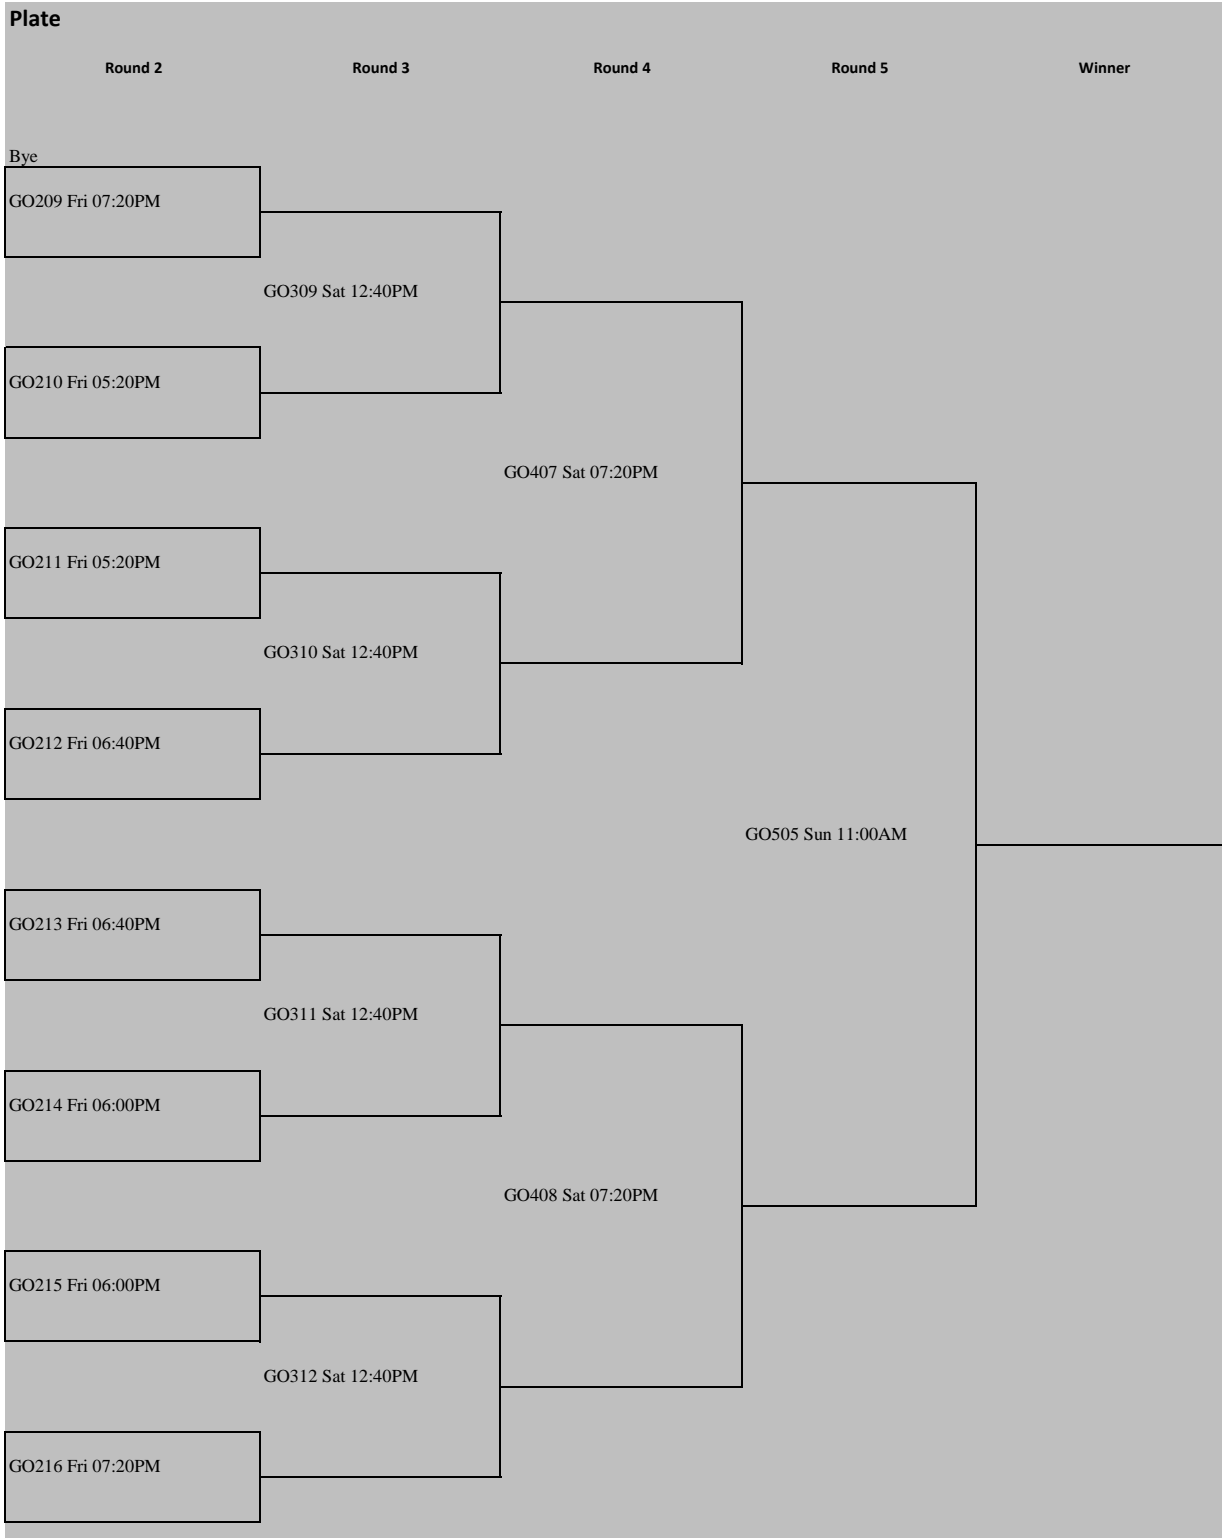 Plate
Round 2 Round 3 Round 4 Round 5 Winner
Bye
GO209 Fri 07:20PM
GO309 Sat 12:40PM
GO210 Fri 05:20PM
GO407 Sat 07:20PM
GO211 Fri 05:20PM
GO310 Sat 12:40PM
GO212 Fri 06:40PM
GO505 Sun 11:00AM
GO213 Fri 06:40PM
GO311 Sat 12:40PM
GO214 Fri 06:00PM
GO408 Sat 07:20PM
GO215 Fri 06:00PM
GO312 Sat 12:40PM
GO216 Fri 07:20PM